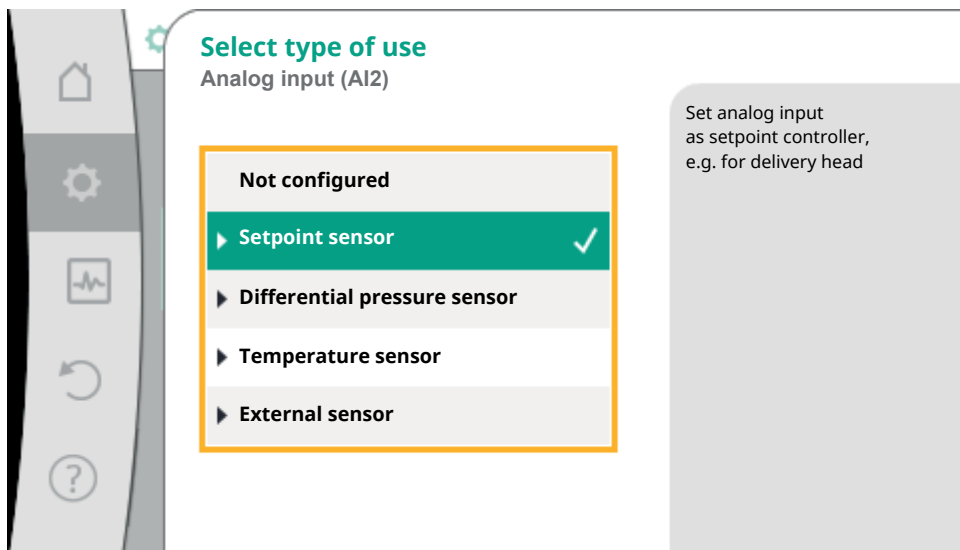 Select type of use
Analog input (AI2)
Not configured
Setpoint sensor
Differential pressure sensor
Temperature sensor
External sensor
Set analog input
as setpoint controller,
e.g. for delivery head
?